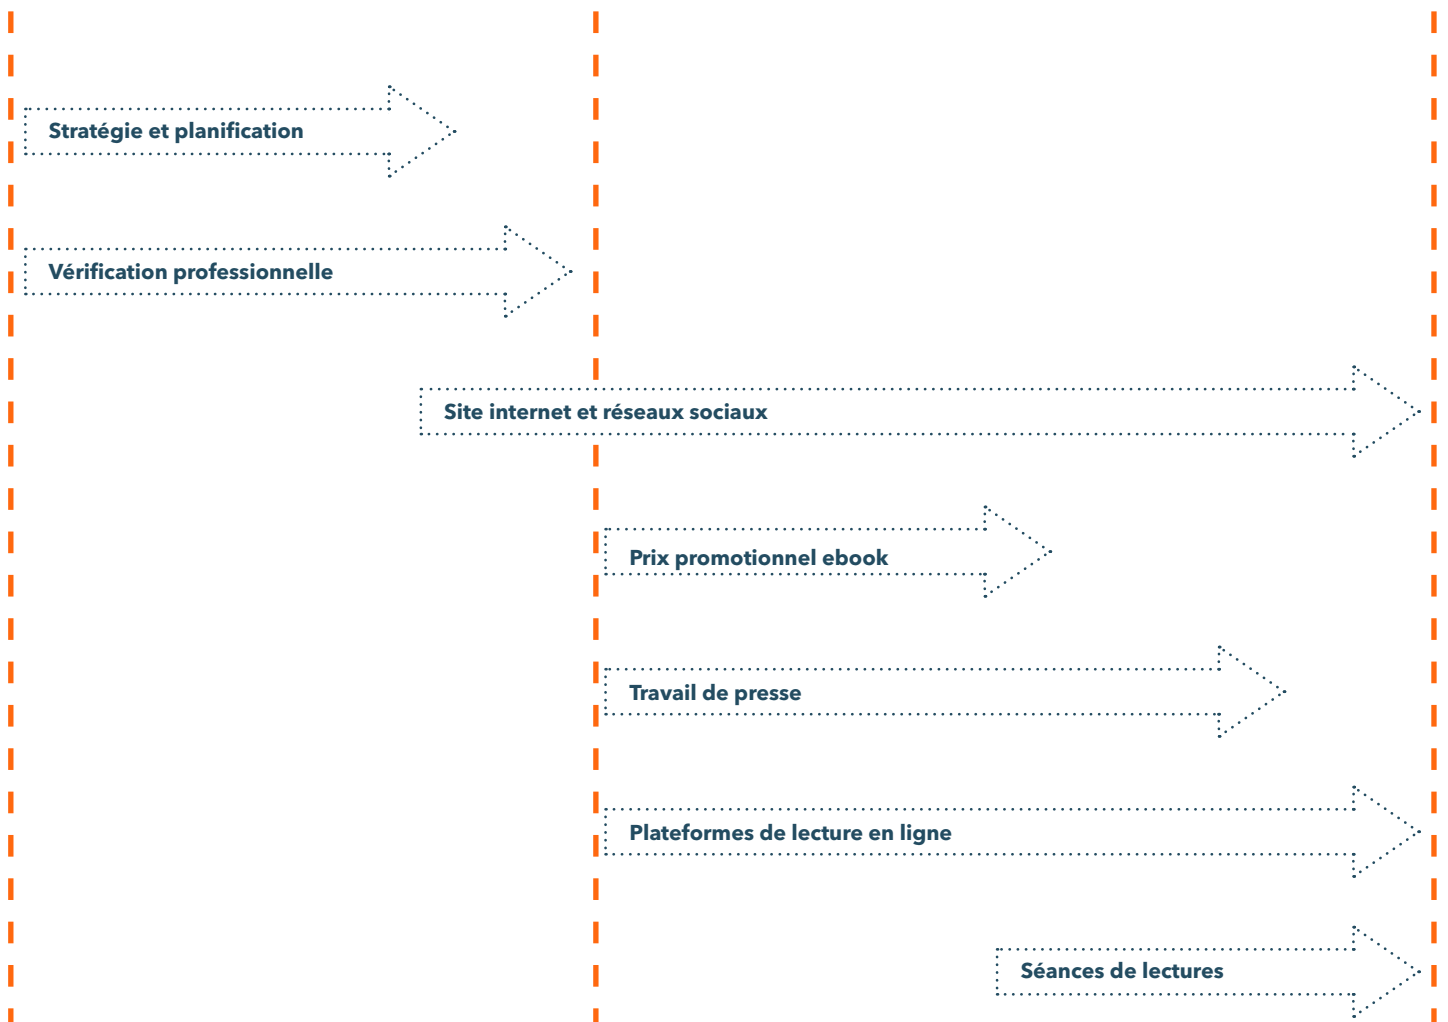 Stratégie et planification
Vérification professionnelle
Site internet et réseaux sociaux
Prix promotionnel ebook
Travail de presse
Plateformes de lecture en ligne
Séances de lectures